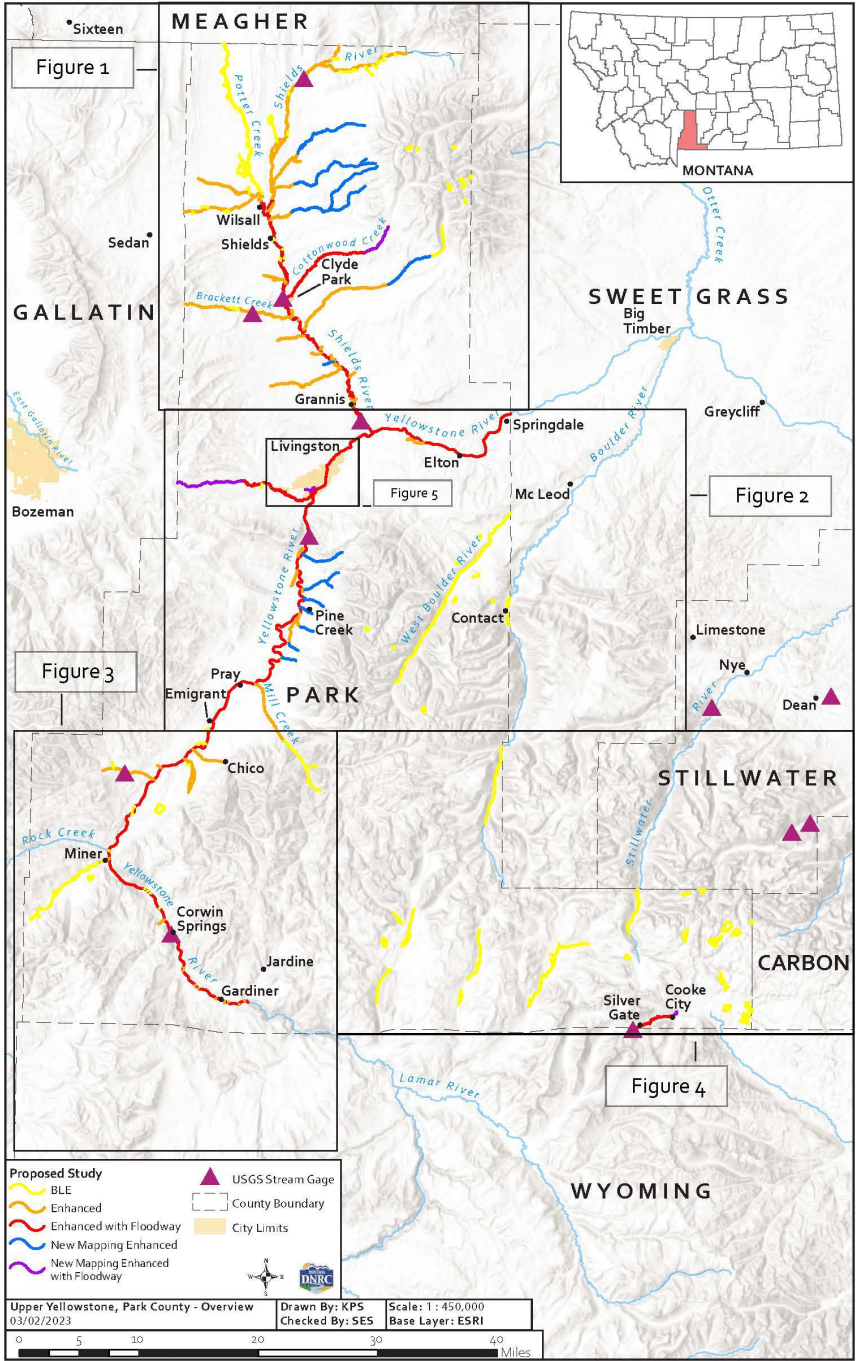 MEAGHER
Sixteen
Figure 1
Shields
River
Potter Creek
MONTANA
Otter Creek
Wilsall
Sedan
Shields
Cottonwood Creek
Clyde
Park
Brackett Creek
GALLATIN
SWEET GRASS
Big
Timber
Shields River
Grannis
East Gallatin River
Yellowstone River
Springdale
Boulder River
Greycliff
Livingston
Elton
Figure 5
Mc Leod
Figure 2
Bozeman
Yellowstone River
West Boulder River
Pine
Creek
Contact
Limestone
Nye
Figure 3
Pray
Emigrant
PARK
Mill Creek
River
Dean
Chico
STILLWATER
Stillwater
Rock Creek
Miner
Yellowstone
Corwin
Springs
River
Jardine
Gardiner
CARBON
Cooke
City
Silver
Gate
Figure 4
Lamar River
WYOMING
Proposed Study
BLE
Enhanced
Enhanced with Floodway
New Mapping Enhanced
New Mapping Enhanced
with Floodway
USGS Stream Gage
County Boundary
City Limits
N
W
E
S
MONTANA
DNRC
Upper Yellowstone, Park County - Overview
03/02/2023
Drawn By: KPS
Checked By: SES
Scale: 1 : 450,000
Base Layer: ESRI
0 5 10 20 30 40
Miles